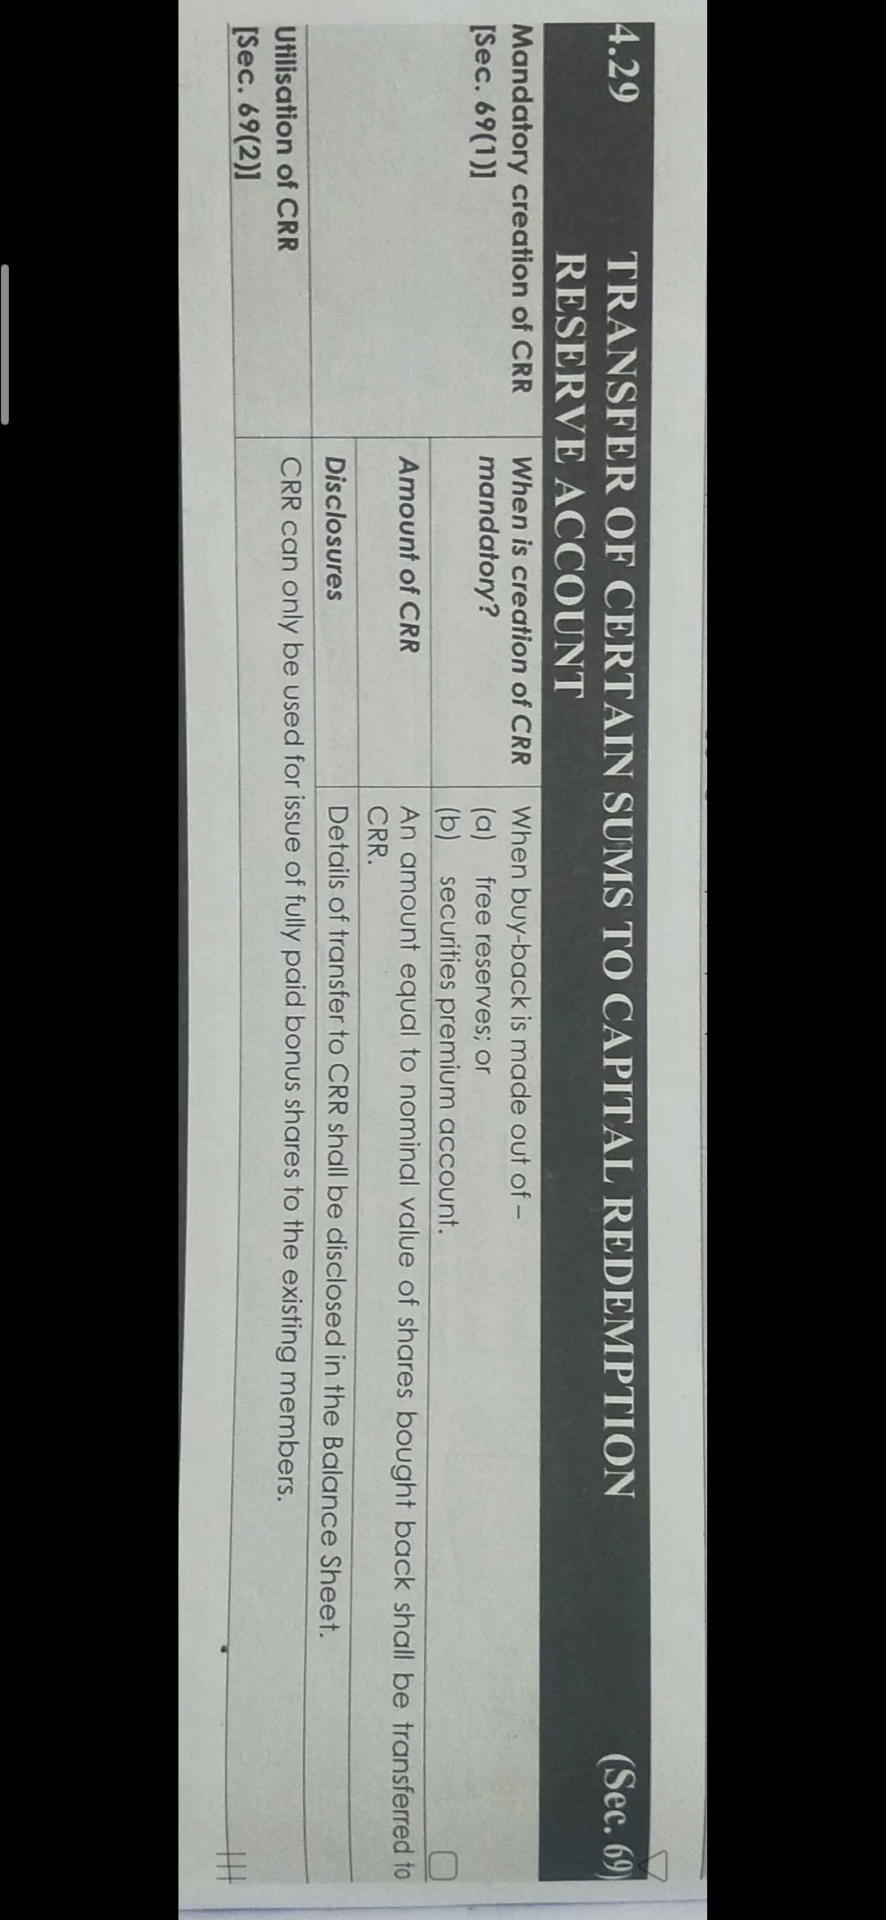 4.29 TRANSFER OF CERTAIN SUMS TO CAPITAL REDEMPTION (Sec. 69)
RESERVE ACCOUNT
Mandatory creation of CRR
[Sec. 69(1)]
When is creation of CRR
mandatory?
When buy-back is made out of –
(a) free reserves; or
(b) securities premium account.
Amount of CRR
An amount equal to nominal value of shares bought back shall be transferred to
CRR.
Disclosures
Details of transfer to CRR shall be disclosed in the Balance Sheet.
Utilisation of CRR
[Sec. 69(2)]
CRR can only be used for issue of fully paid bonus shares to the existing members.